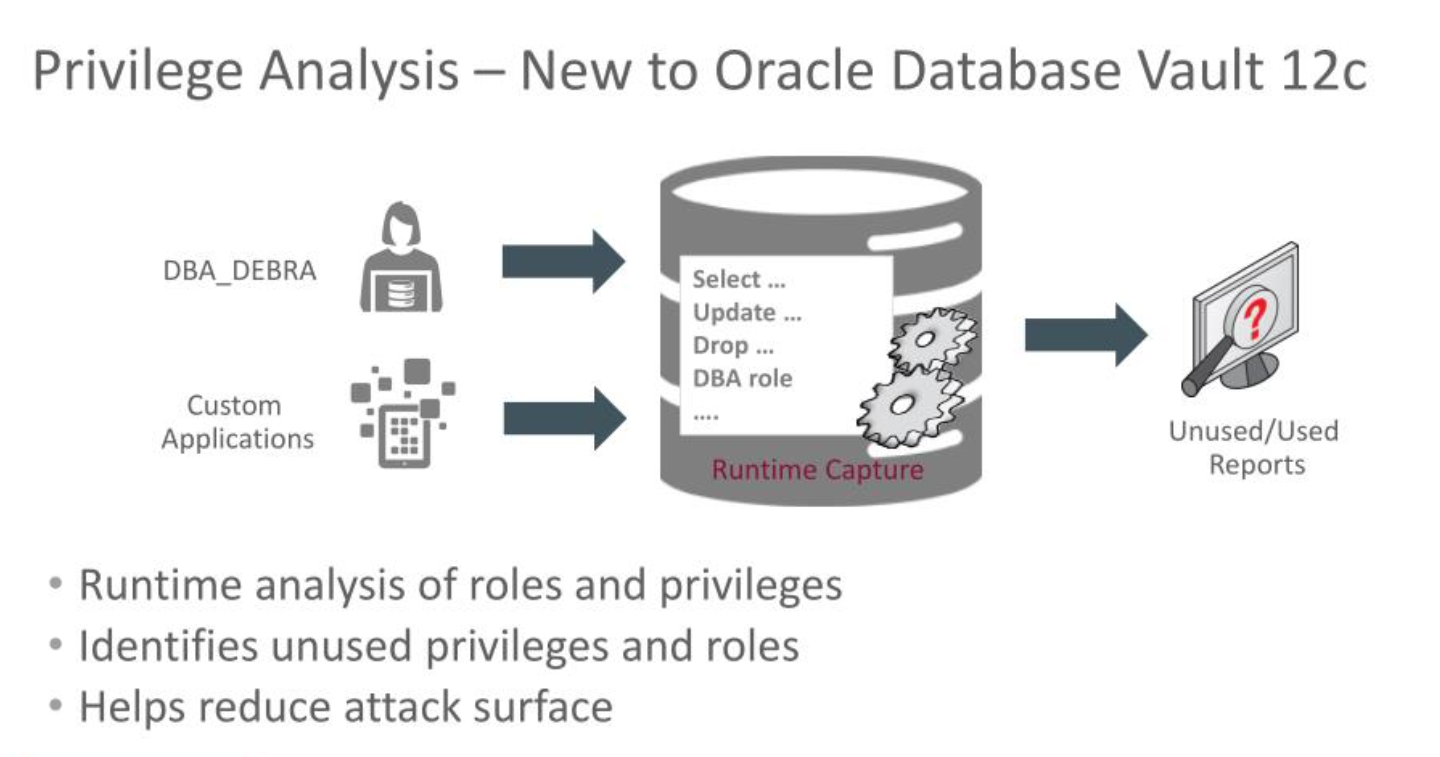 Privilege Analysis – New to Oracle Database Vault 12c
DBA_DEBRA
Custom
Applications
Select ...
Update ...
Drop ...
DBA role
....
Runtime Capture
?
Unused/Used
Reports
• Runtime analysis of roles and privileges
• Identifies unused privileges and roles
• Helps reduce attack surface